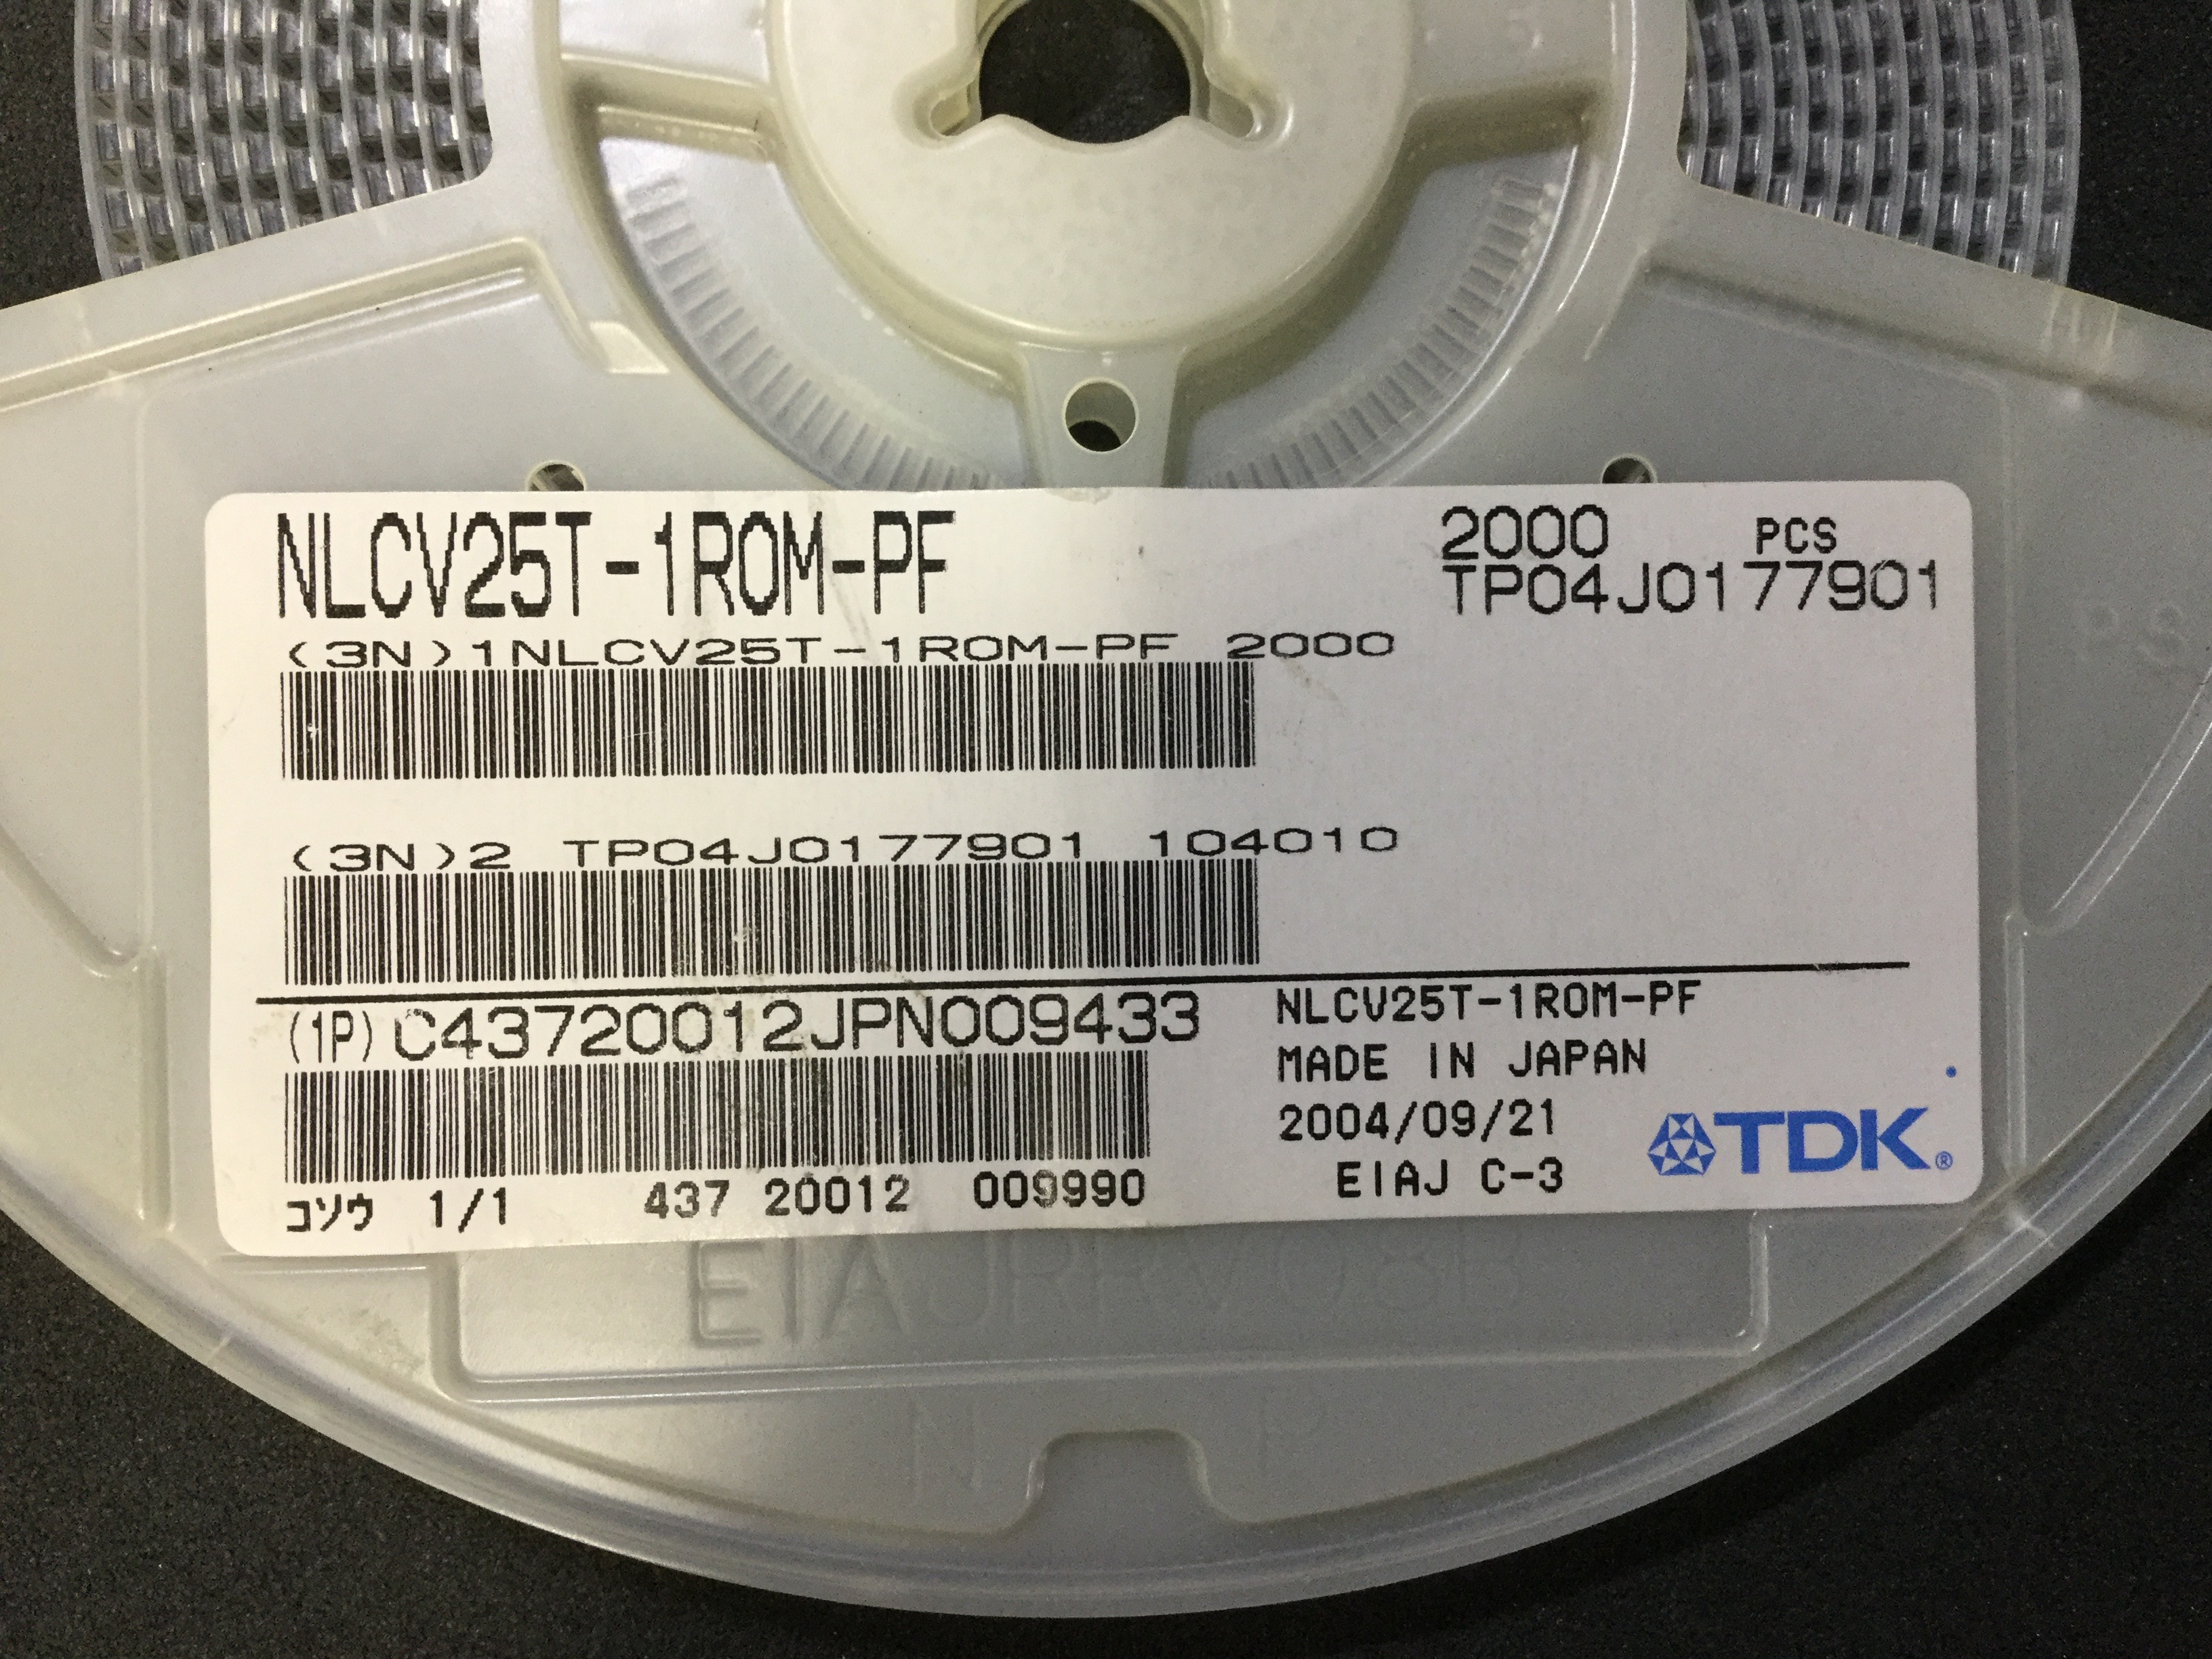 NLCV25T-1R0M-PF
2000 PCS
TP04J0177901
(3N)1NLCV25T-1R0M-PF 2000
(3N)2 TP04J0177901 104010
(1P) C43720012JPN009433
コソウ 1/1 437 20012 009990
NLCV25T-1R0M-PF
MADE IN JAPAN
2004/09/21
EIAJ C-3
TDK®
EIAJRRV08B